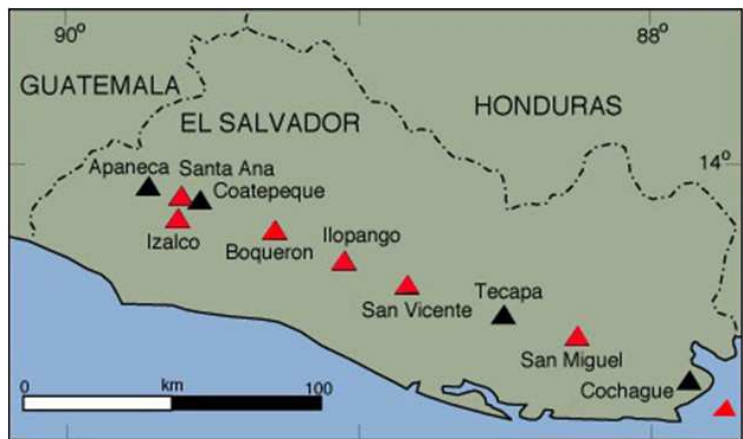 90° 88°
GUATEMALA
HONDURAS
EL SALVADOR
14°
Apaneca Santa Ana
Coatepeque
Izalco
Boqueron
Ilopango
San Vicente
Tecapa
San Miguel
Cochague
0 km 100